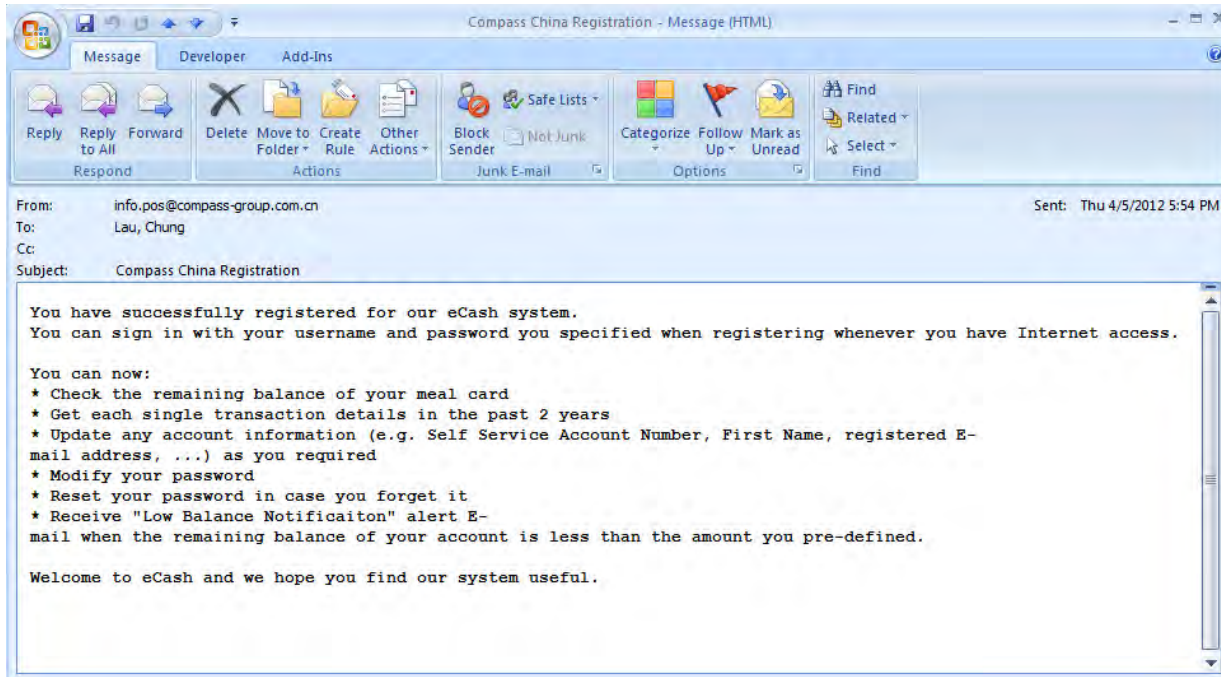 Compass China Registration - Message (HTML)
Message Developer Add-Ins
Reply Reply to All Forward Delete Move to Folder Create Rule Other Actions Block Sender Safe Lists Not Junk Categorize Follow Up Mark as Unread Find Related Select
Respond Actions Junk E-mail Options Find
From: info.pos@compass-group.com.cn Sent: Thu 4/5/2012 5:54 PM
To: Lau, Chung
Cc:
Subject: Compass China Registration
You have successfully registered for our eCash system.
You can sign in with your username and password you specified when registering whenever you have Internet access.
You can now:
* Check the remaining balance of your meal card
* Get each single transaction details in the past 2 years
* Update any account information (e.g. Self Service Account Number, First Name, registered E-
mail address, ...) as you required
* Modify your password
* Reset your password in case you forget it
* Receive "Low Balance Notificaiton" alert E-
mail when the remaining balance of your account is less than the amount you pre-defined.
Welcome to eCash and we hope you find our system useful.